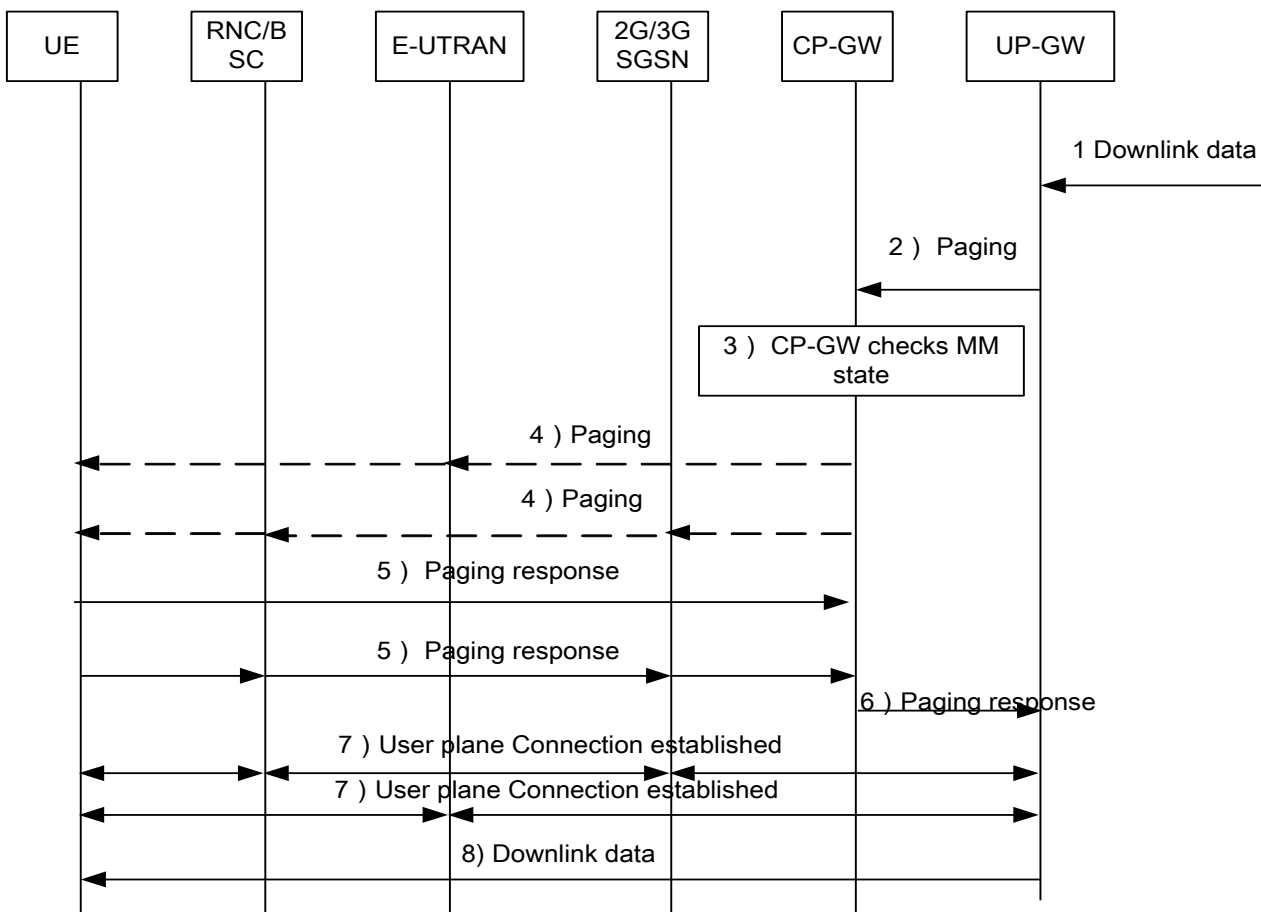 UE
RNC/B
SC
E-UTRAN
2G/3G
SGSN
CP-GW
UP-GW
1 Downlink data
2） Paging
3） CP-GW checks MM
state
4）Paging
4）Paging
5） Paging response
5） Paging response
6）Paging response
7）User plane Connection established
7）User plane Connection established
8) Downlink data